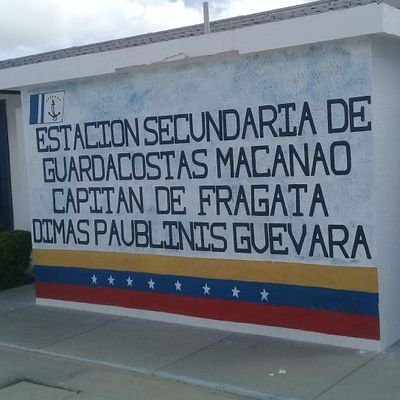 ESTACION SECUNDARIA DE
GUARDACOSTAS MACANAO
CAPITAN DE FRAGATA
DIMAS PAUBLINIS GUEVARA